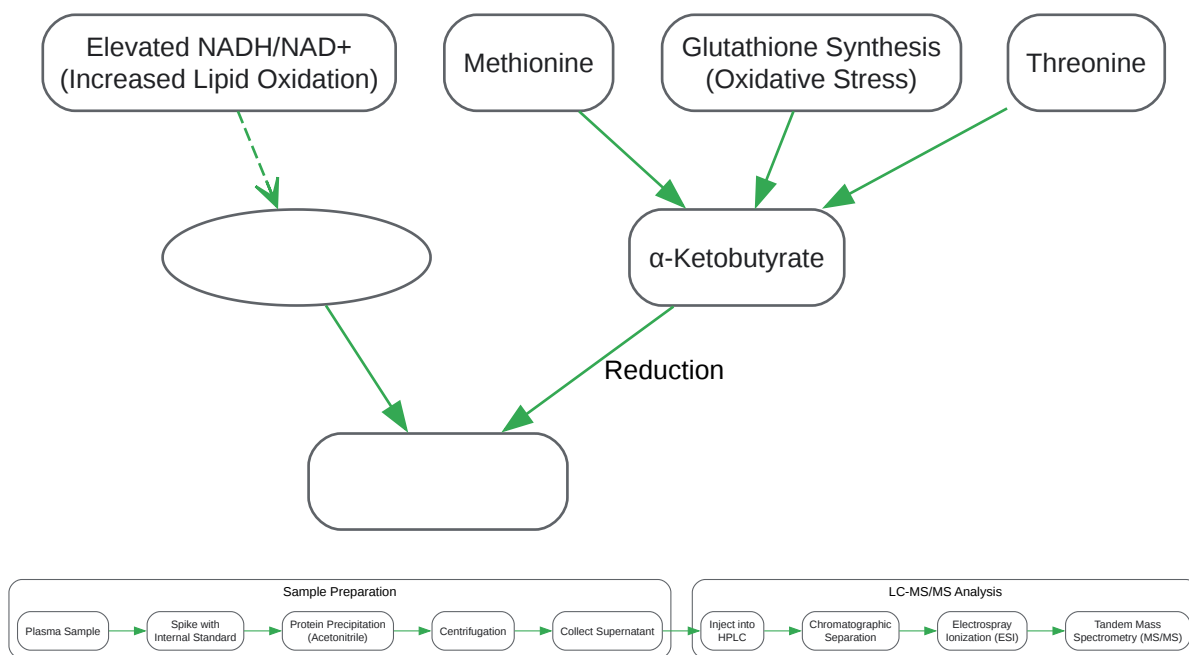 Elevated NADH/NAD+
(Increased Lipid Oxidation)
Methionine
Glutathione Synthesis
(Oxidative Stress)
Threonine
α-Ketobutyrate
Reduction
Sample Preparation
Plasma Sample
Spike with
Internal Standard
Protein Precipitation
(Acetonitrile)
Centrifugation
Collect Supernatant
LC-MS/MS Analysis
Inject into
HPLC
Chromatographic
Separation
Electrospray
Ionization (ESI)
Tandem Mass
Spectrometry (MS/MS)